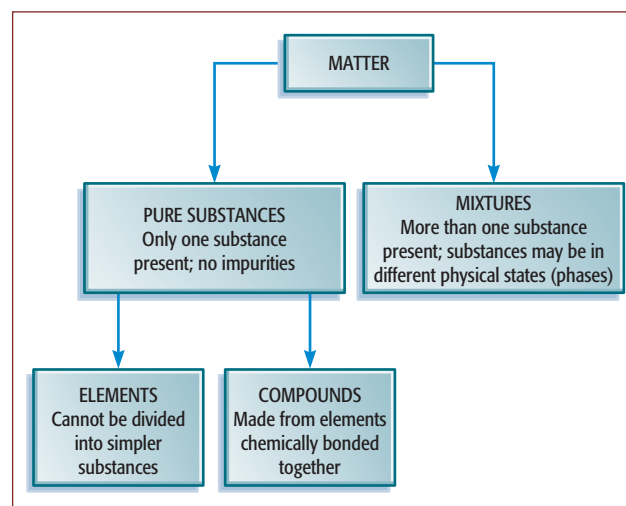 MATTER
PURE SUBSTANCES
Only one substance
present; no impurities
MIXTURES
More than one substance
present; substances may be in
different physical states (phases)
ELEMENTS
Cannot be divided
into simpler
substances
COMPOUNDS
Made from elements
chemically bonded
together